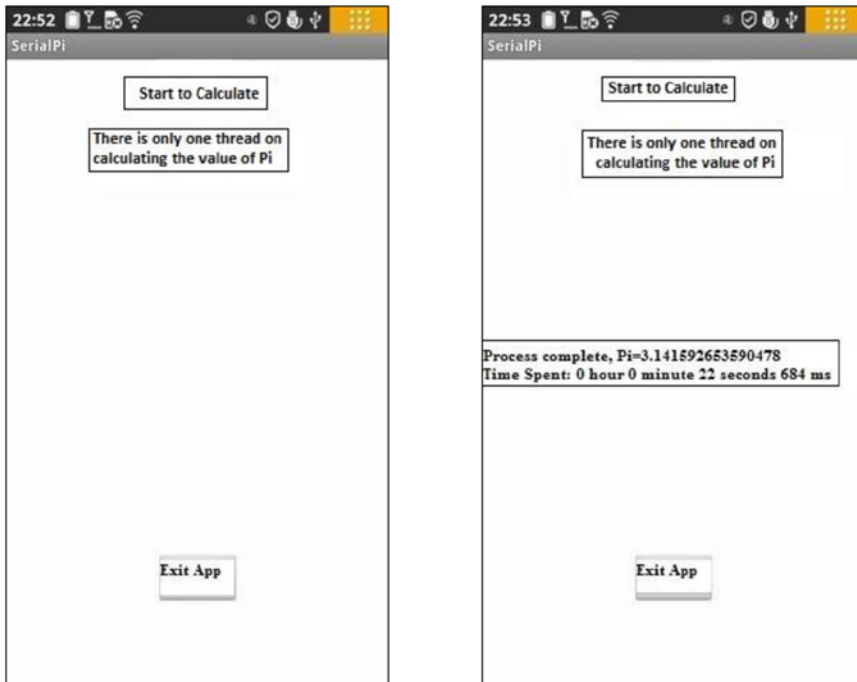 22:52
SerialPi
Start to Calculate
There is only one thread on
calculating the value of Pi
Exit App
22:53
SerialPi
Start to Calculate
There is only one thread on
calculating the value of Pi
Process complete, Pi=3.141592653590478
Time Spent: 0 hour 0 minute 22 seconds 684 ms
Exit App